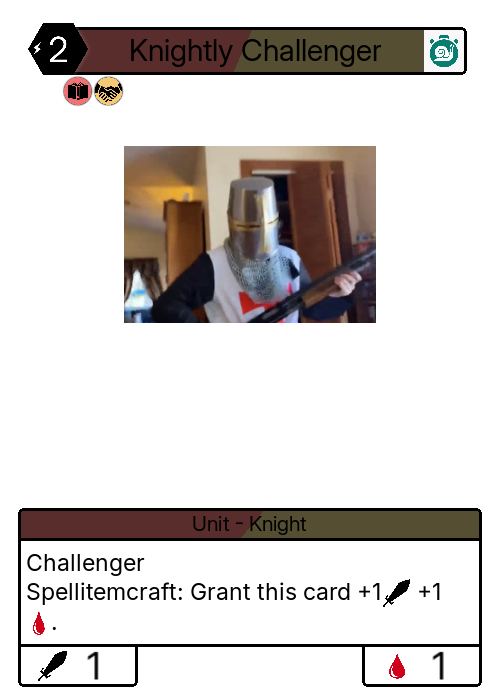 2 Knightly Challenger
Unit - Knight
Challenger
Spellitemcraft: Grant this card +1 +1
.
1 1